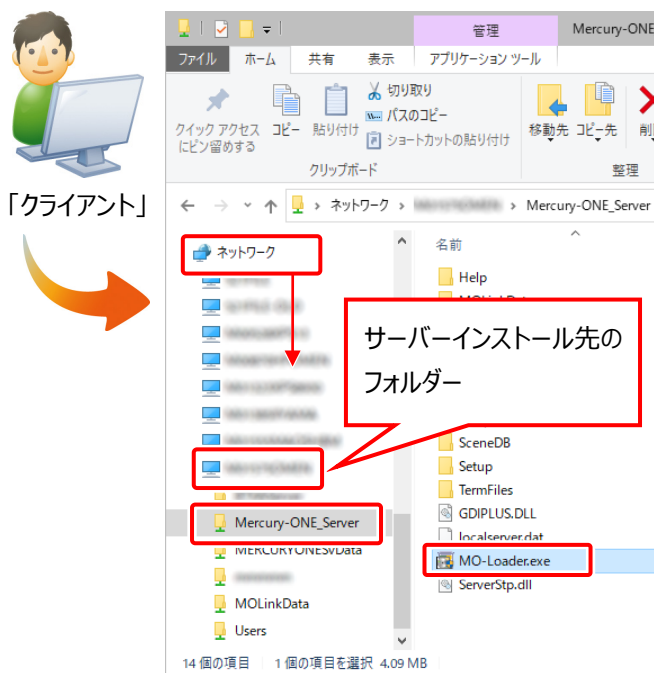 管理
Mercury-ONE
ファイル
ホーム
共有
表示
アプリケーション ツール
クイック アクセス
にピン留めする
コピー
貼り付け
切り取り
パスのコピー
ショートカットの貼り付け
移動先
コピー先
クリップボード
整理
「クライアント」
ネットワーク
Mercury-ONE_Server
ネットワーク
名前
Help
サーバーインストール先の
フォルダー
SceneDB
Setup
TermFiles
GDIPLUS.DLL
localserver.dat
MO-Loader.exe
ServerStp.dll
Mercury-ONE_Server
MERCURYONESvData
MOLinkData
Users
14 個の項目
1 個の項目を選択 4.09 MB